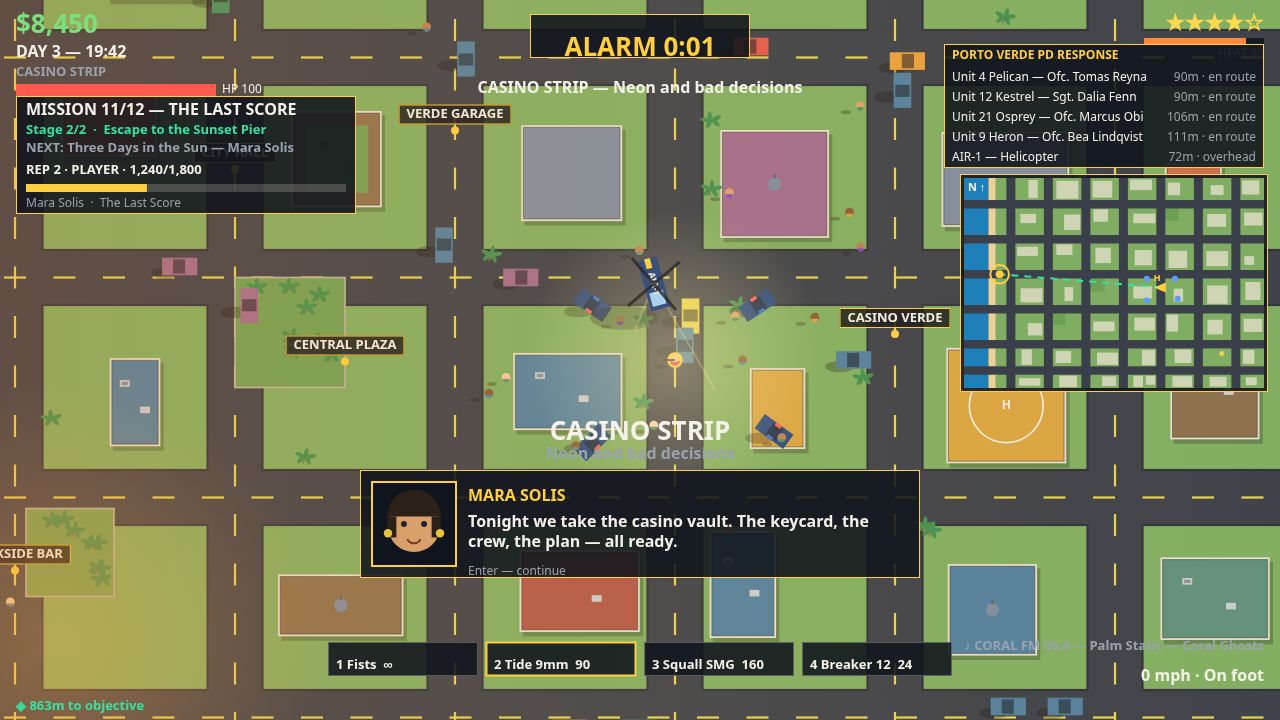 $8,450
DAY 3 — 19:42
CASINO STRIP
HP 100
MISSION 11/12 — THE LAST SCORE
Stage 2/2 · Escape to the Sunset Pier
NEXT: Three Days in the Sun — Mara Solis
CITY HALL
REP 2 · PLAYER · 1,240/1,800
Mara Solis · The Last Score
ALARM 0:01
CASINO STRIP — Neon and bad decisions
★★★★☆
PORTO VERDE PD RESPONSE
Unit 4 Pelican — Ofc. Tomas Reyna 90m · en route
Unit 12 Kestrel — Sgt. Dalia Fenn 90m · en route
Unit 21 Osprey — Ofc. Marcus Obi 106m · en route
Unit 9 Heron — Ofc. Bea Lindqvist 111m · en route
AIR-1 — Helicopter 72m · overhead
N ↑
H
VERDE GARAGE
CENTRAL PLAZA
CASINO VERDE
H
CASINO STRIP
Neon and bad decisions
MARA SOLIS
Tonight we take the casino vault. The keycard, the
crew, the plan — all ready.
Enter — continue
KSIDE BAR
1 Fists ∞
2 Tide 9mm 90
3 Squall SMG 160
4 Breaker 12 24
♪ CORAL FM 96.4 — Palm Static — Coral Ghosts
0 mph · On foot
◈ 863m to objective